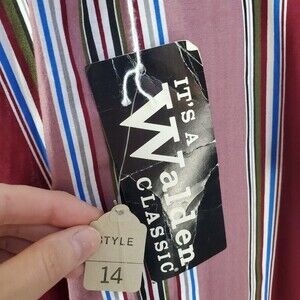 IT'S A
Walden
CLASSIC
STYLE
14